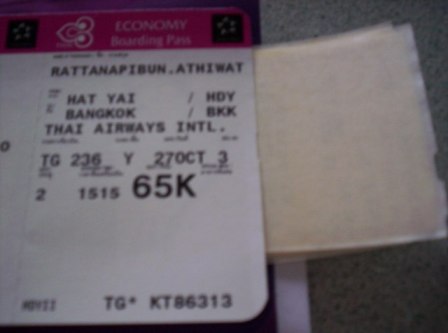 ECONOMY
Boarding Pass
RATTANAPIBUN.ATHIWAT
HAT YAI / HDY
BANGKOK / BKK
THAI AIRWAYS INTL.
TG 236 Y 27OCT 3
2 1515 65K
TG* KT86313